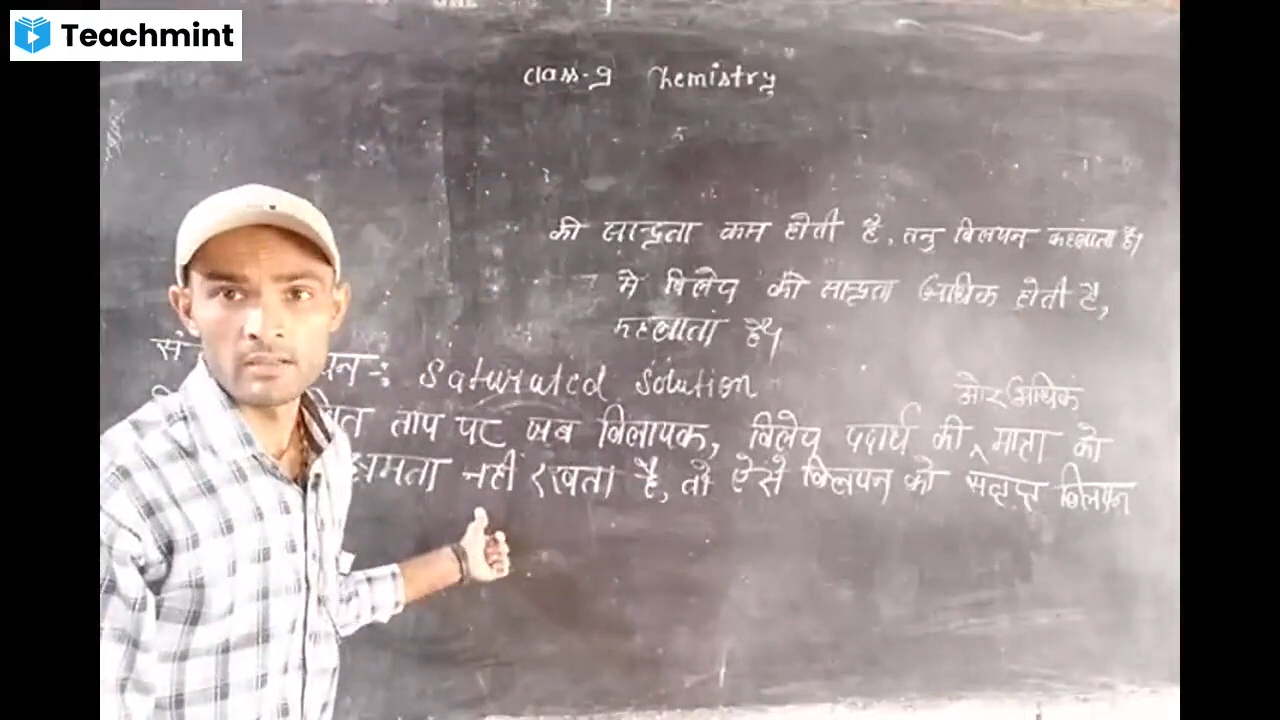 Teachmint
Class-9 Chemistry
की सान्द्रता कम होती है, तनु विलयन कहलाता है।
में विलेय की सान्द्रता अधिक होती है,
कहलाता है।
सं यन -: Saturated Solution
और अधिक
ताप पर जब विलायक, विलेय पदार्थ की ^ मात्रा को
क्षमता नहीं रखता है, तो ऐसे विलयन को विलयन